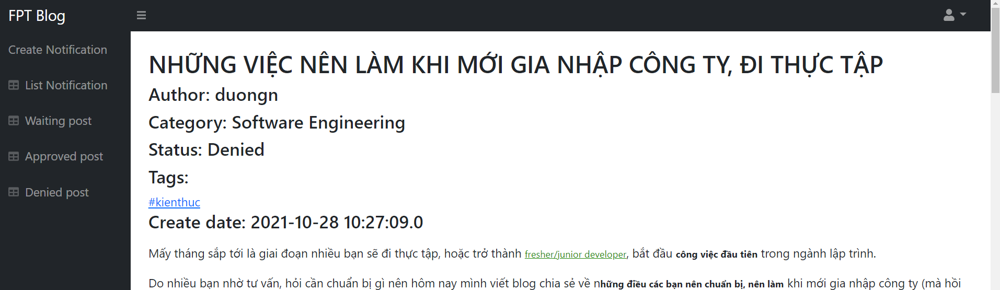 FPT Blog
Create Notification
List Notification
Waiting post
Approved post
Denied post
NHỮNG VIỆC NÊN LÀM KHI MỚI GIA NHẬP CÔNG TY, ĐI THỰC TẬP
Author: duongn
Category: Software Engineering
Status: Denied
Tags:
#kienthuc
Create date: 2021-10-28 10:27:09.0
Mấy tháng sắp tới là giai đoạn nhiều bạn sẽ đi thực tập, hoặc trở thành fresher/junior developer, bắt đầu công việc đầu tiên trong ngành lập trình.
Do nhiều bạn nhờ tư vấn, hỏi cần chuẩn bị gì nên hôm nay mình viết blog chia sẻ về những điều các bạn nên chuẩn bị, nên làm khi mới gia nhập công ty (mà hồi